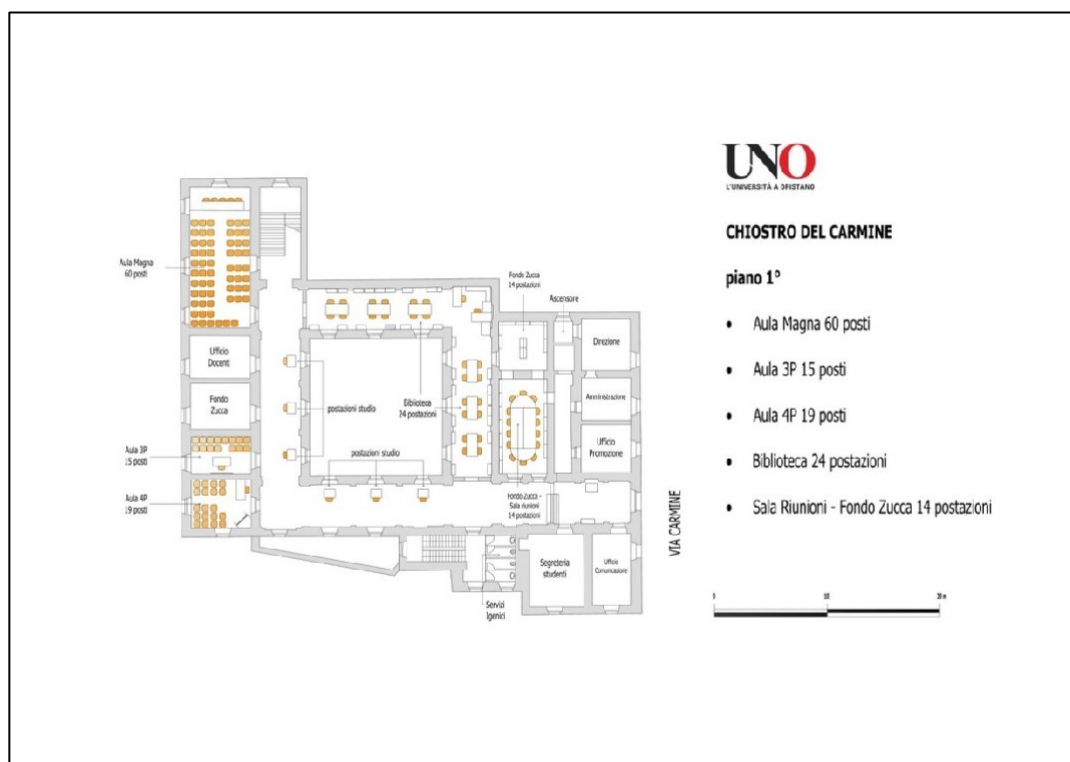 UNO
L'UNIVERSITÀ A ORISTANO
CHIOSTRO DEL CARMINE
piano 1°
• Aula Magna 60 posti
• Aula 3P 15 posti
• Aula 4P 19 posti
• Biblioteca 24 postazioni
• Sala Riunioni - Fondo Zucca 14 postazioni
Aula Magna
60 posti
Ufficio
Docenti
Fondo
Zucca
Aula 3P
15 posti
Aula 4P
19 posti
postazioni studio
postazioni studio
Biblioteca
24 postazioni
Fondo Zucca
14 postazioni
Ascensore
Direzione
Amministrazione
Ufficio
Promozione
Fondo Zucca -
Sala riunioni
14 postazioni
Segreteria
studenti
Ufficio
Comunicazione
Servizi
Igenici
VIA CARMINE
0
10
20 m